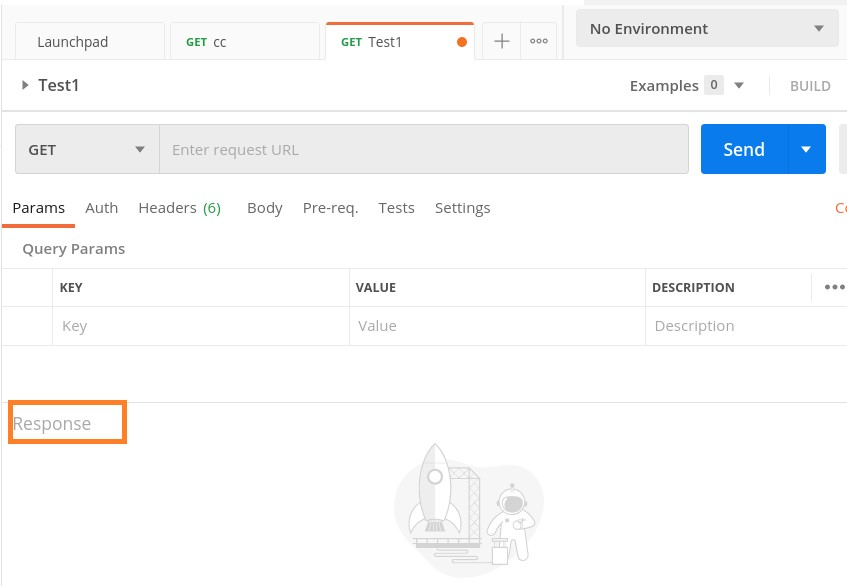 Launchpad GET cc GET Test1 No Environment
Test1 Examples 0 BUILD
GET Enter request URL Send
Params Auth Headers (6) Body Pre-req. Tests Settings
Query Params
KEY VALUE DESCRIPTION
Key Value Description
Response